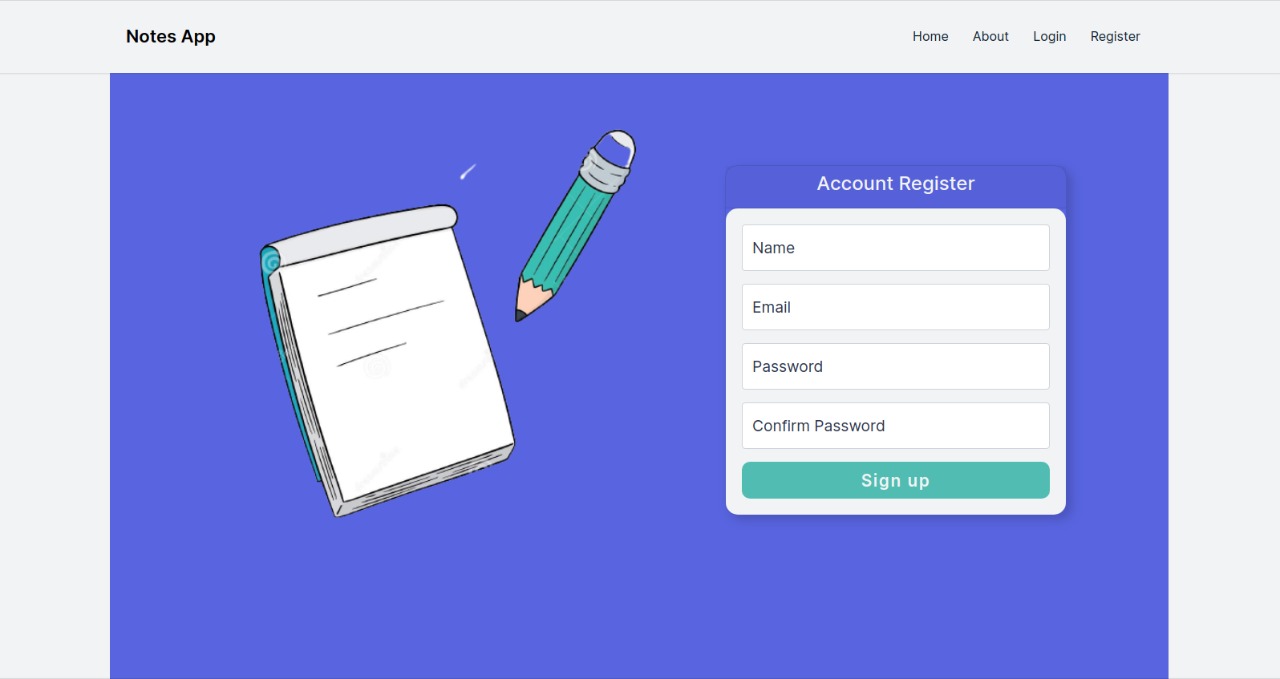 Notes App
Home About Login Register
Account Register
Name
Email
Password
Confirm Password
Sign up